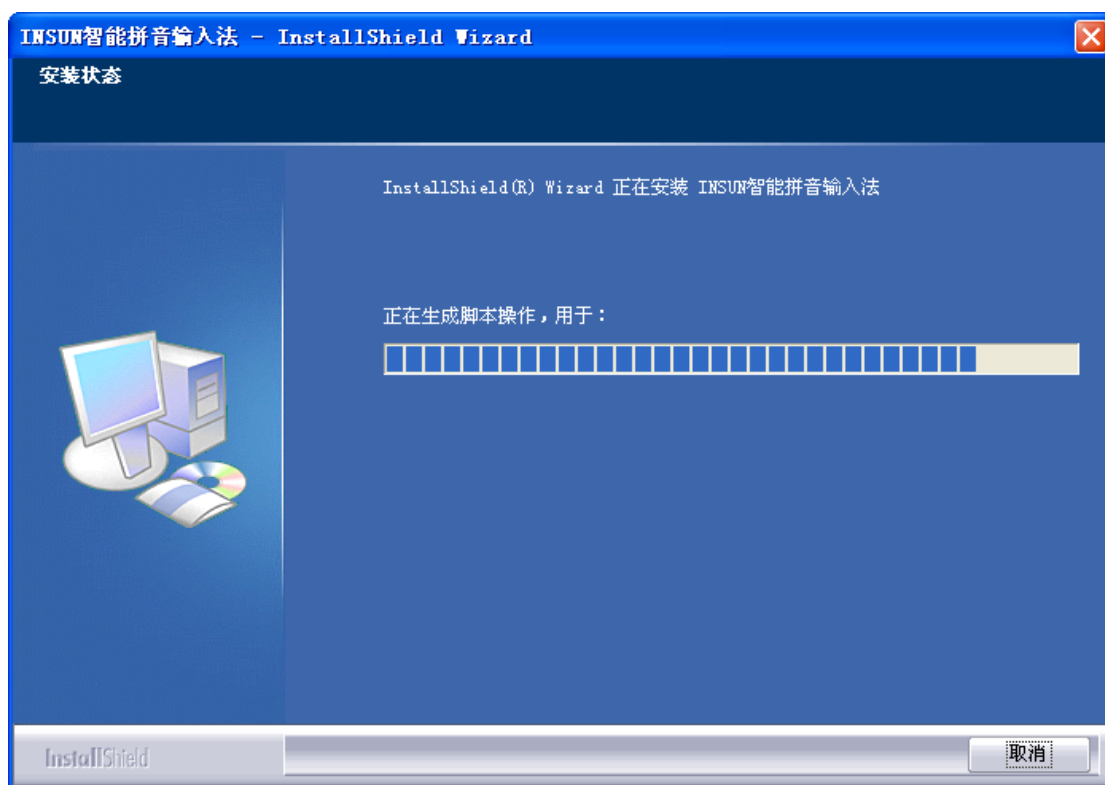 INSUN智能拼音输入法 - InstallShield Wizard
安装状态
InstallShield(R) Wizard 正在安装 INSUN智能拼音输入法
正在生成脚本操作，用于：
InstallShield
取消